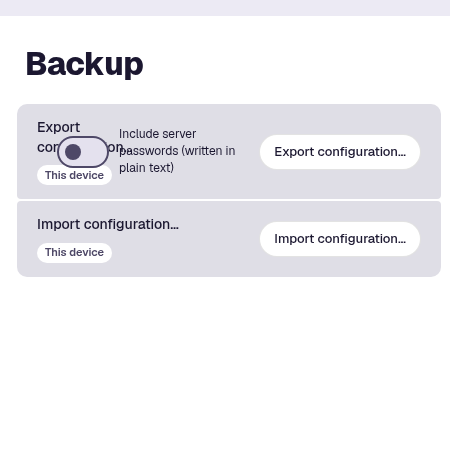 Backup
Export
Include server
passwords (written in
plain text)
This device
Export configuration...
Import configuration...
This device
Import configuration...